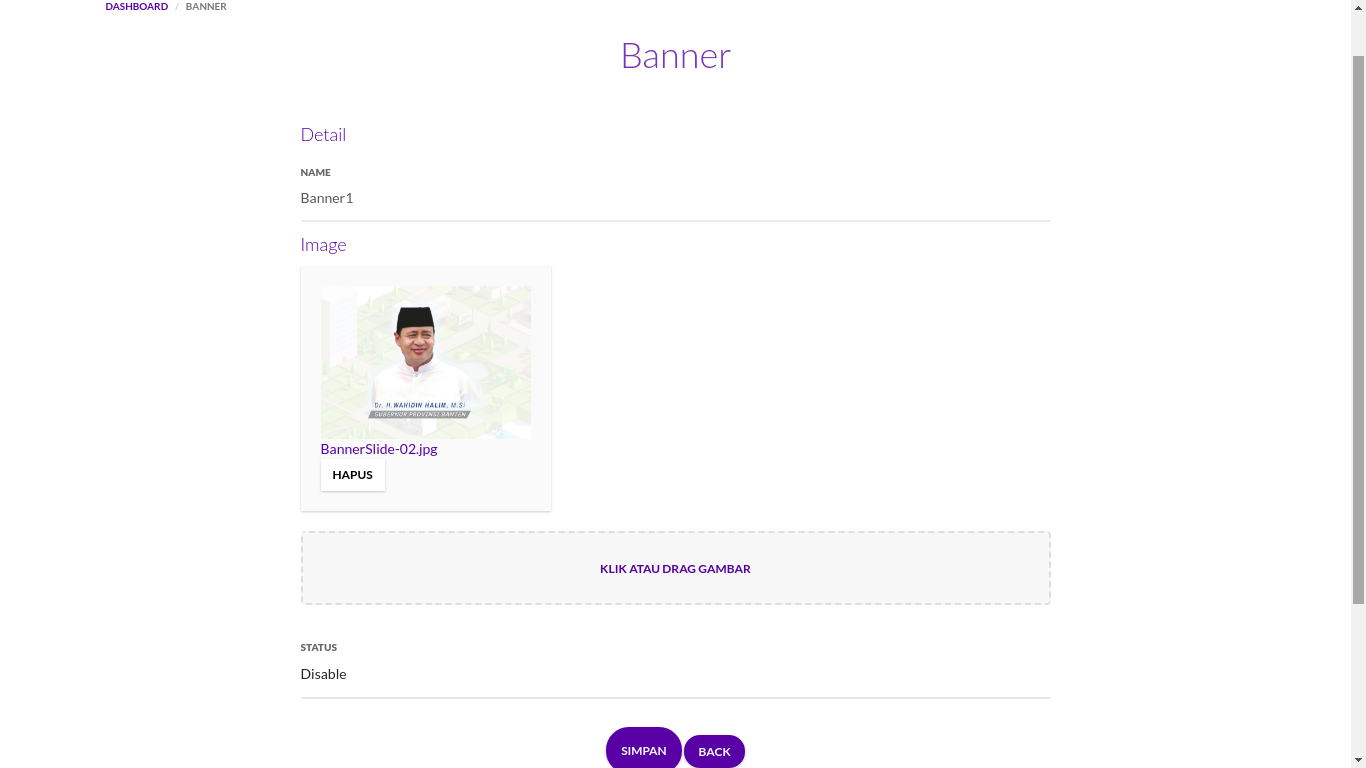 DASHBOARD / BANNER
Banner
Detail
NAME
Banner1
Image
Dr. H. WAHIDIN HALIM, M.Si
GUBERNUR PROVINSI BANTEN
BannerSlide-02.jpg
HAPUS
KLIK ATAU DRAG GAMBAR
STATUS
Disable
SIMPAN BACK